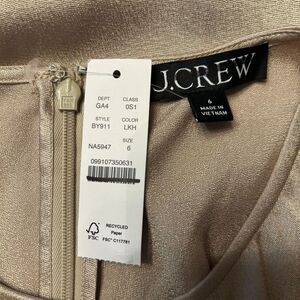 DEPT CLASS
GA4 0S1
STYLE COLOR
BY911 LKH
SIZE
NA5947 6
099107350631
FSC
RECYCLED
Paper
FSC® C117781
J.CREW
6
MADE IN
VIETNAM